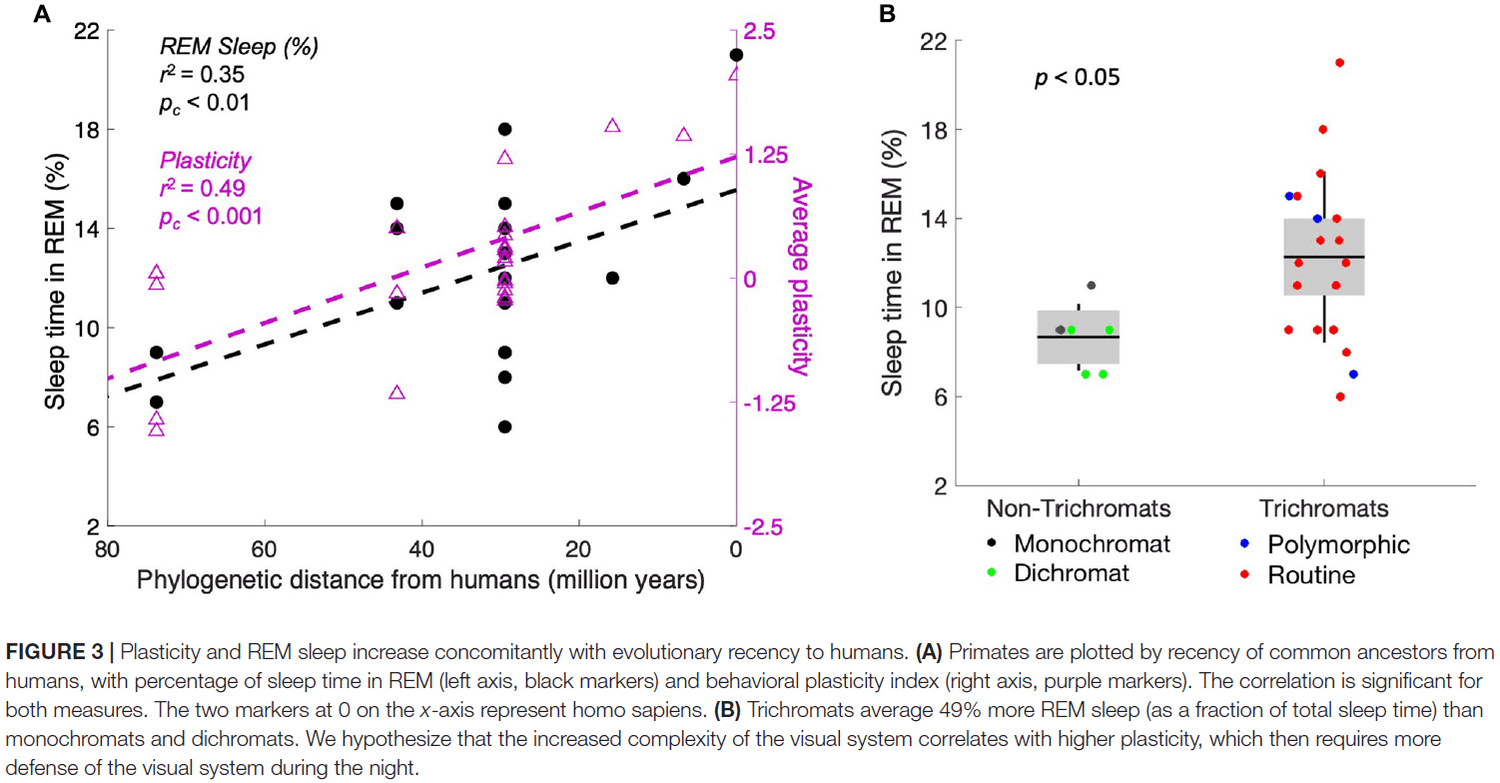 A
REM Sleep (%)
r² = 0.35
p_c < 0.01
Plasticity
r² = 0.49
p_c < 0.001
22
18
14
10
6
2
Sleep time in REM (%)
2.5
1.25
0
-1.25
-2.5
Average plasticity
80 60 40 20 0
Phylogenetic distance from humans (million years)
B
p < 0.05
22
18
14
10
6
2
Sleep time in REM (%)
Non-Trichromats Trichromats
Monochromat Polymorphic
Dichromat Routine
FIGURE 3 | Plasticity and REM sleep increase concomitantly with evolutionary recency to humans. (A) Primates are plotted by recency of common ancestors from
humans, with percentage of sleep time in REM (left axis, black markers) and behavioral plasticity index (right axis, purple markers). The correlation is significant for
both measures. The two markers at 0 on the x-axis represent homo sapiens. (B) Trichromats average 49% more REM sleep (as a fraction of total sleep time) than
monochromats and dichromats. We hypothesize that the increased complexity of the visual system correlates with higher plasticity, which then requires more
defense of the visual system during the night.